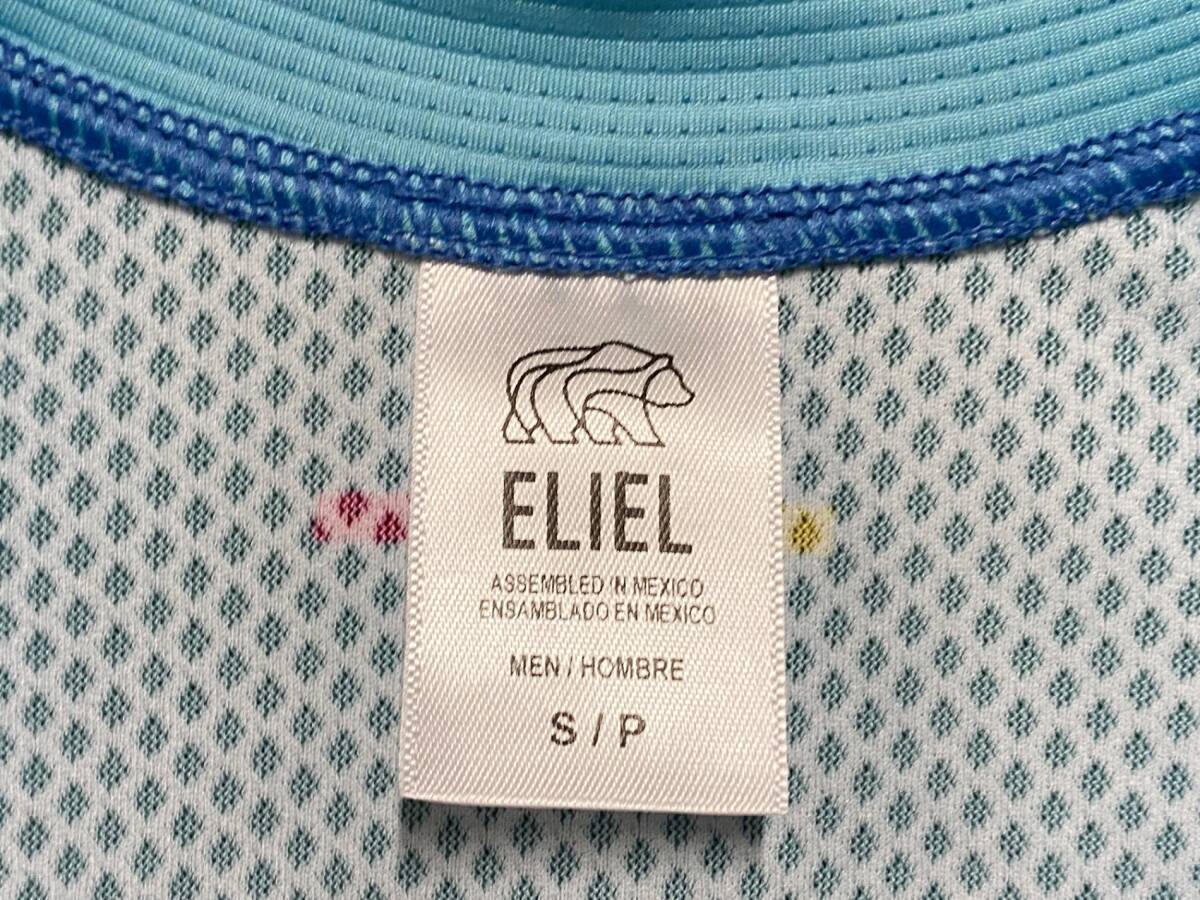 ELIEL
ASSEMBLED IN MEXICO
ENSAMBLADO EN MEXICO
MEN / HOMBRE
S / P